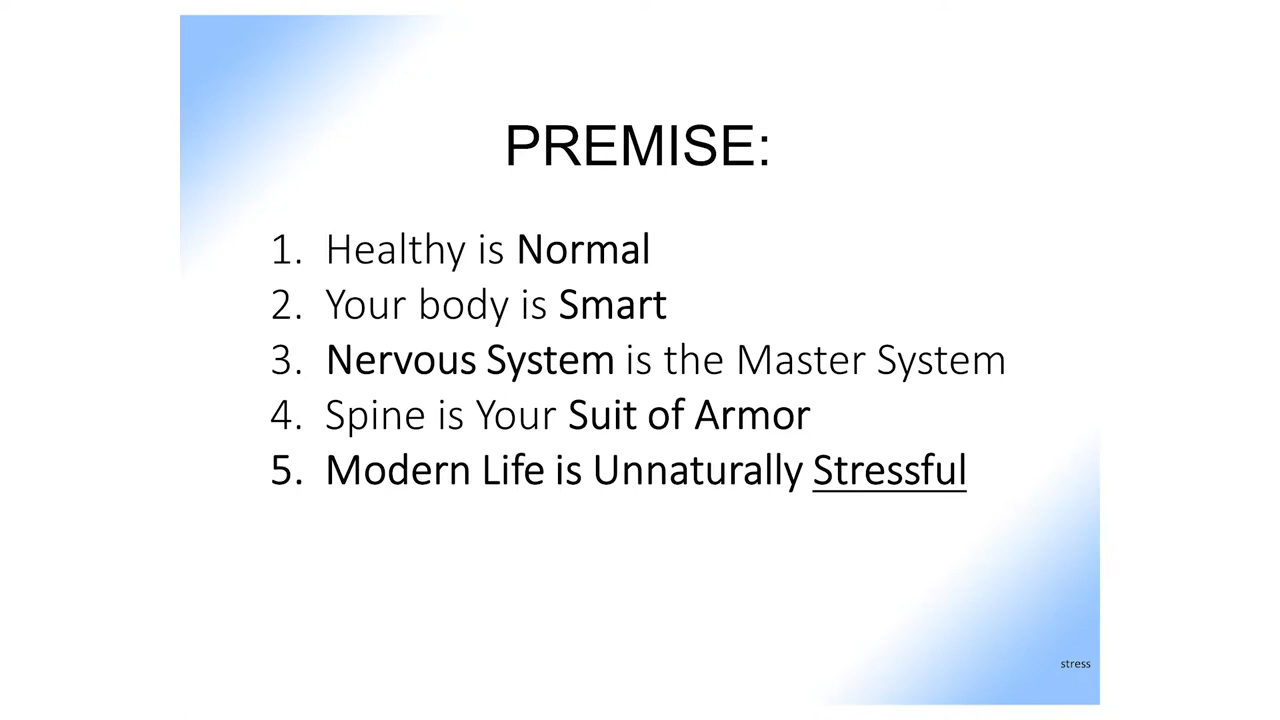 PREMISE:
1. Healthy is Normal
2. Your body is Smart
3. Nervous System is the Master System
4. Spine is Your Suit of Armor
5. Modern Life is Unnaturally Stressful
stress